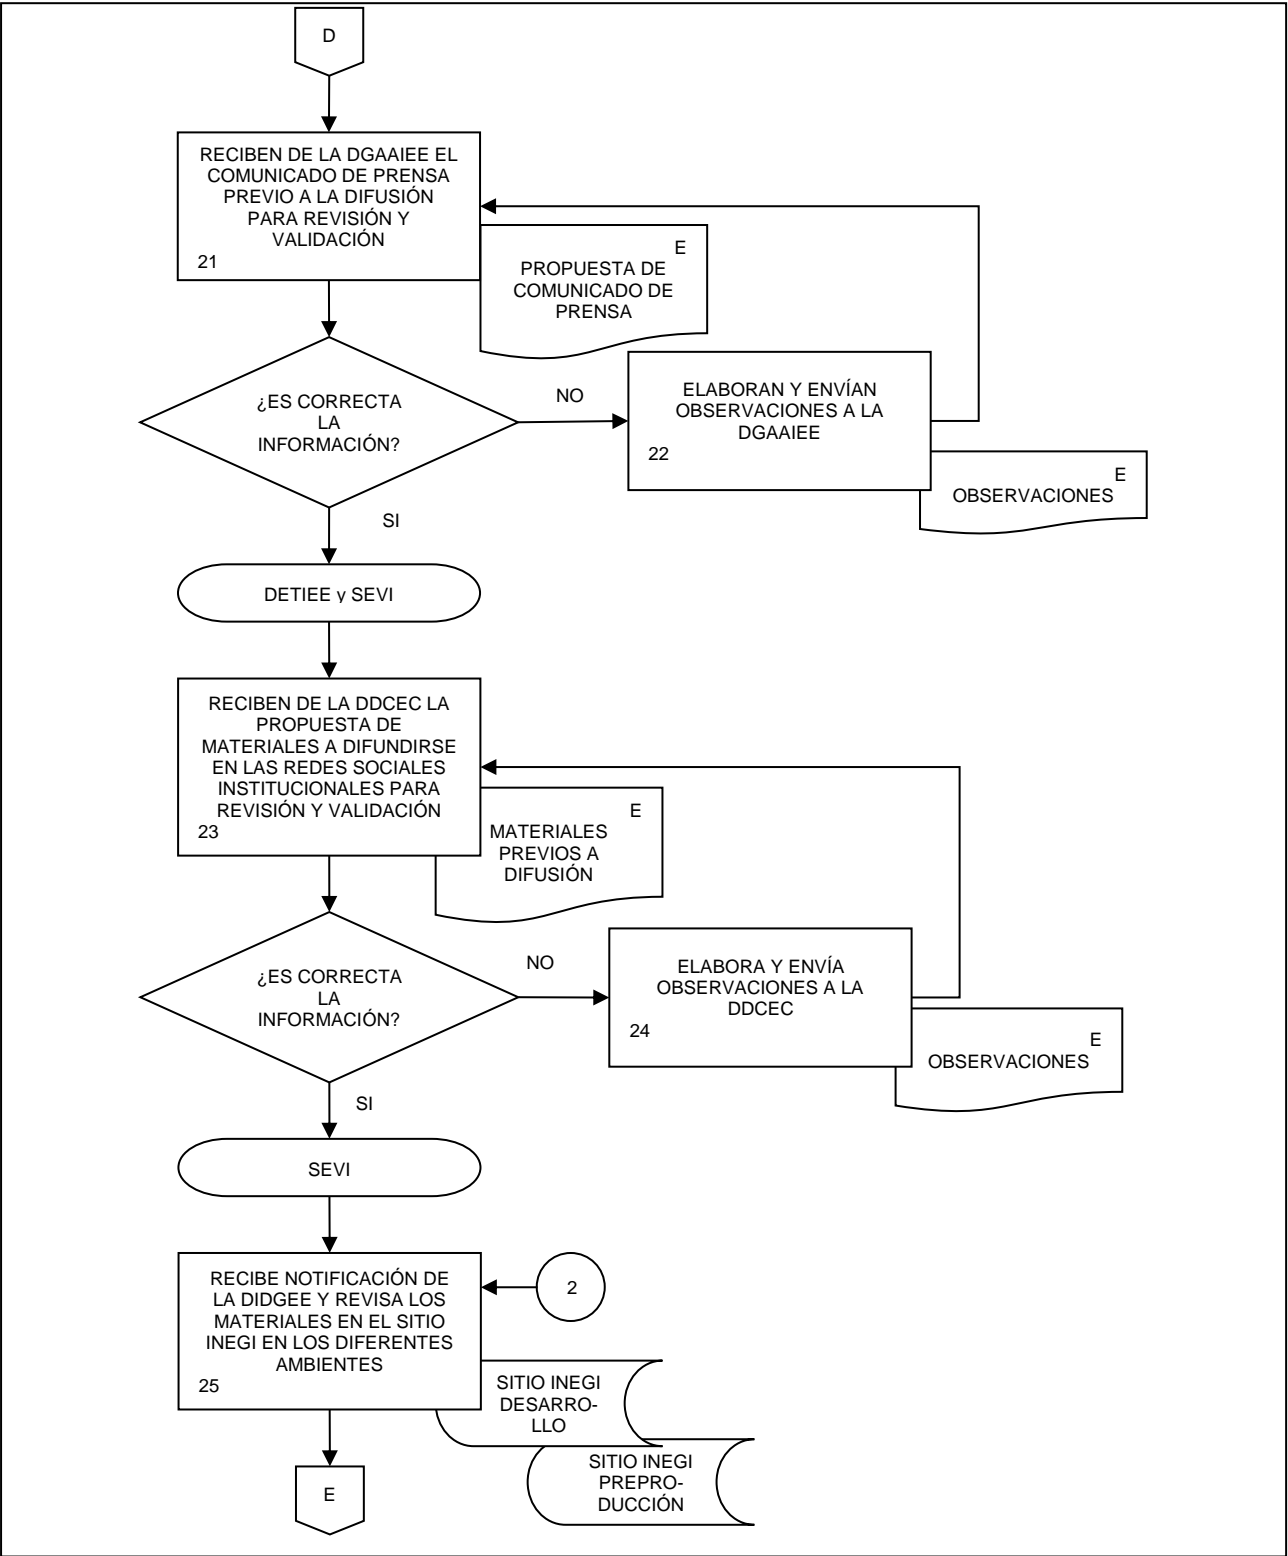 D
RECIBEN DE LA DGAAIEE EL
COMUNICADO DE PRENSA
PREVIO A LA DIFUSIÓN
PARA REVISIÓN Y
VALIDACIÓN
21
E
PROPUESTA DE
COMUNICADO DE
PRENSA
¿ES CORRECTA
LA
INFORMACIÓN?
NO
ELABORAN Y ENVÍAN
OBSERVACIONES A LA
DGAAIEE
22
E
OBSERVACIONES
SI
DETIEE y SEVI
RECIBEN DE LA DDCEC LA
PROPUESTA DE
MATERIALES A DIFUNDIRSE
EN LAS REDES SOCIALES
INSTITUCIONALES PARA
REVISIÓN Y VALIDACIÓN
23
E
MATERIALES
PREVIOS A
DIFUSIÓN
¿ES CORRECTA
LA
INFORMACIÓN?
NO
ELABORA Y ENVÍA
OBSERVACIONES A LA
DDCEC
24
E
OBSERVACIONES
SI
SEVI
RECIBE NOTIFICACIÓN DE
LA DIDGEE Y REVISA LOS
MATERIALES EN EL SITIO
INEGI EN LOS DIFERENTES
AMBIENTES
25
2
SITIO INEGI
DESARRO-
LLO
SITIO INEGI
PREPRO-
DUCCIÓN
E